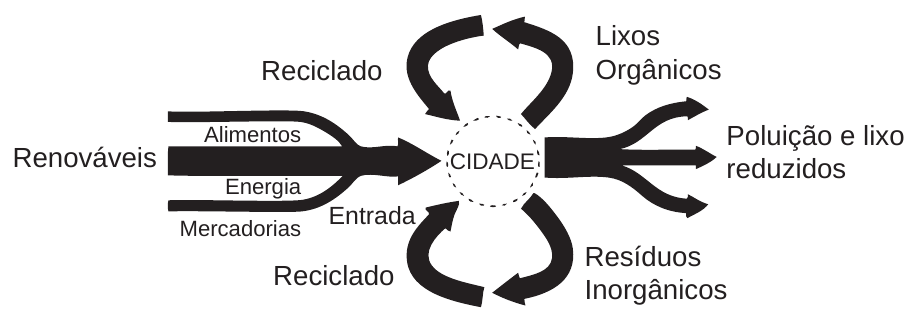 Lixos
Orgânicos
Reciclado
Alimentos
Renováveis
CIDADE
Poluição e lixo
reduzidos
Energia
Entrada
Mercadorias
Reciclado
Resíduos
Inorgânicos